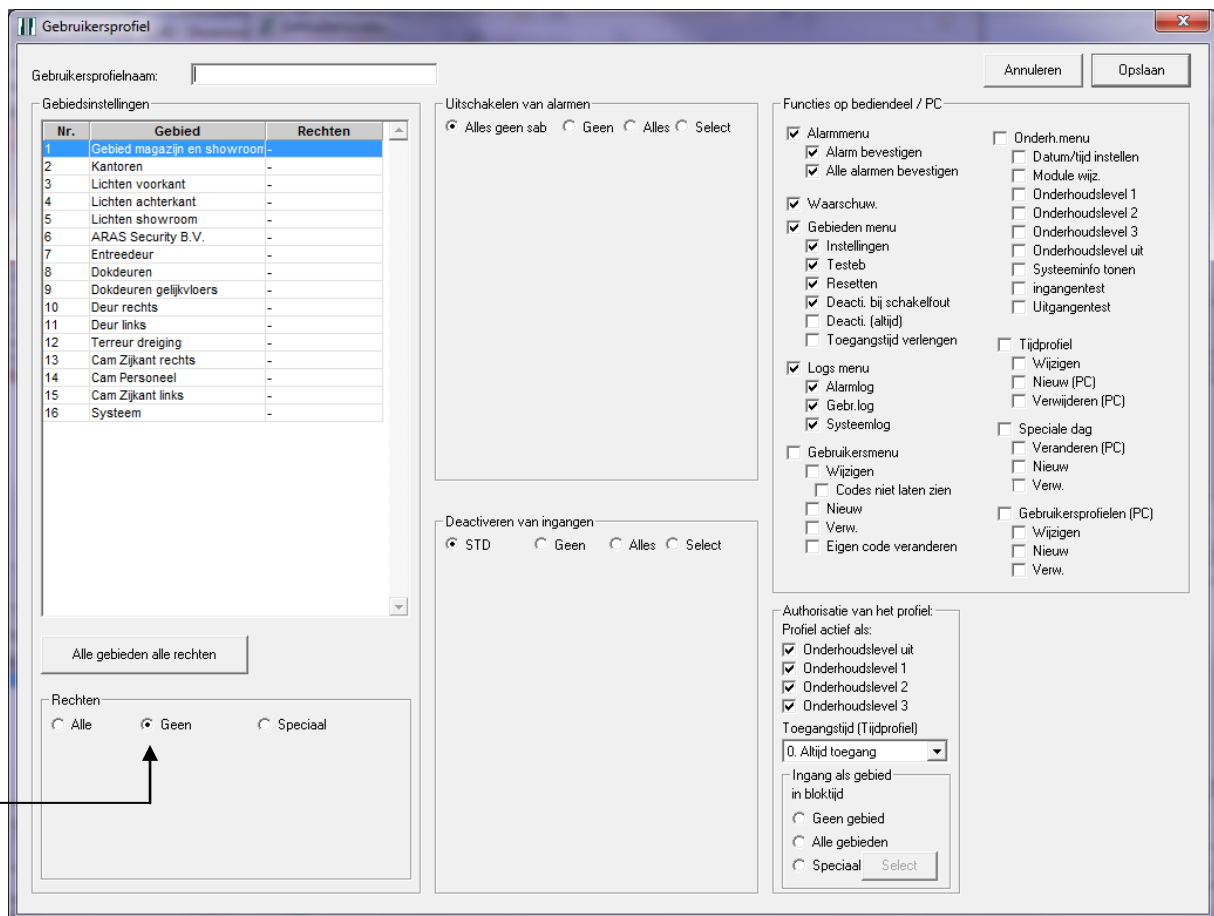 Gebruikersprofiel
Gebruikersprofielnaam:
Annuleren
Opslaan
Gebiedsinstellingen
Nr. Gebied Rechten
1 Gebied magazijn en showroom -
2 Kantoren -
3 Lichten voorkant -
4 Lichten achterkant -
5 Lichten showroom -
6 ARAS Security B.V. -
7 Entreedeur -
8 Dokdeuren -
9 Dokdeuren gelijkvloers -
10 Deur rechts -
11 Deur links -
12 Terreur dreiging -
13 Cam Zijkant rechts -
14 Cam Personeel -
15 Cam Zijkant links -
16 Systeem -
Alle gebieden alle rechten
Rechten
Alle Geen Speciaal
Uitschakelen van alarmen
Alles geen sab Geen Alles Select
Deactiveren van ingangen
STD Geen Alles Select
Functies op bediendeel / PC
Alarmmenu
Alarm bevestigen
Alle alarmen bevestigen
Waarschuw.
Gebieden menu
Instellingen
Testeb
Resetten
Deacti. bij schakelfout
Deacti. (altijd)
Toegangstijd verlengen
Logs menu
Alarmlog
Gebr.log
Systeemlog
Gebruikersmenu
Wijzigen
Codes niet laten zien
Nieuw
Verw.
Eigen code veranderen
Onderh.menu
Datum/tijd instellen
Module wijz.
Onderhoudslevel 1
Onderhoudslevel 2
Onderhoudslevel 3
Onderhoudslevel uit
Systeeminfo tonen
ingangentest
Uitgangentest
Tijdprofiel
Wijzigen
Nieuw (PC)
Verwijderen (PC)
Speciale dag
Veranderen (PC)
Nieuw
Verw.
Gebruikersprofielen (PC)
Wijzigen
Nieuw
Verw.
Authorisatie van het profiel:
Profiel actief als:
Onderhoudslevel uit
Onderhoudslevel 1
Onderhoudslevel 2
Onderhoudslevel 3
Toegangstijd (Tijdprofiel)
0. Altijd toegang
Ingang als gebied
in bloktijd
Geen gebied
Alle gebieden
Speciaal Select